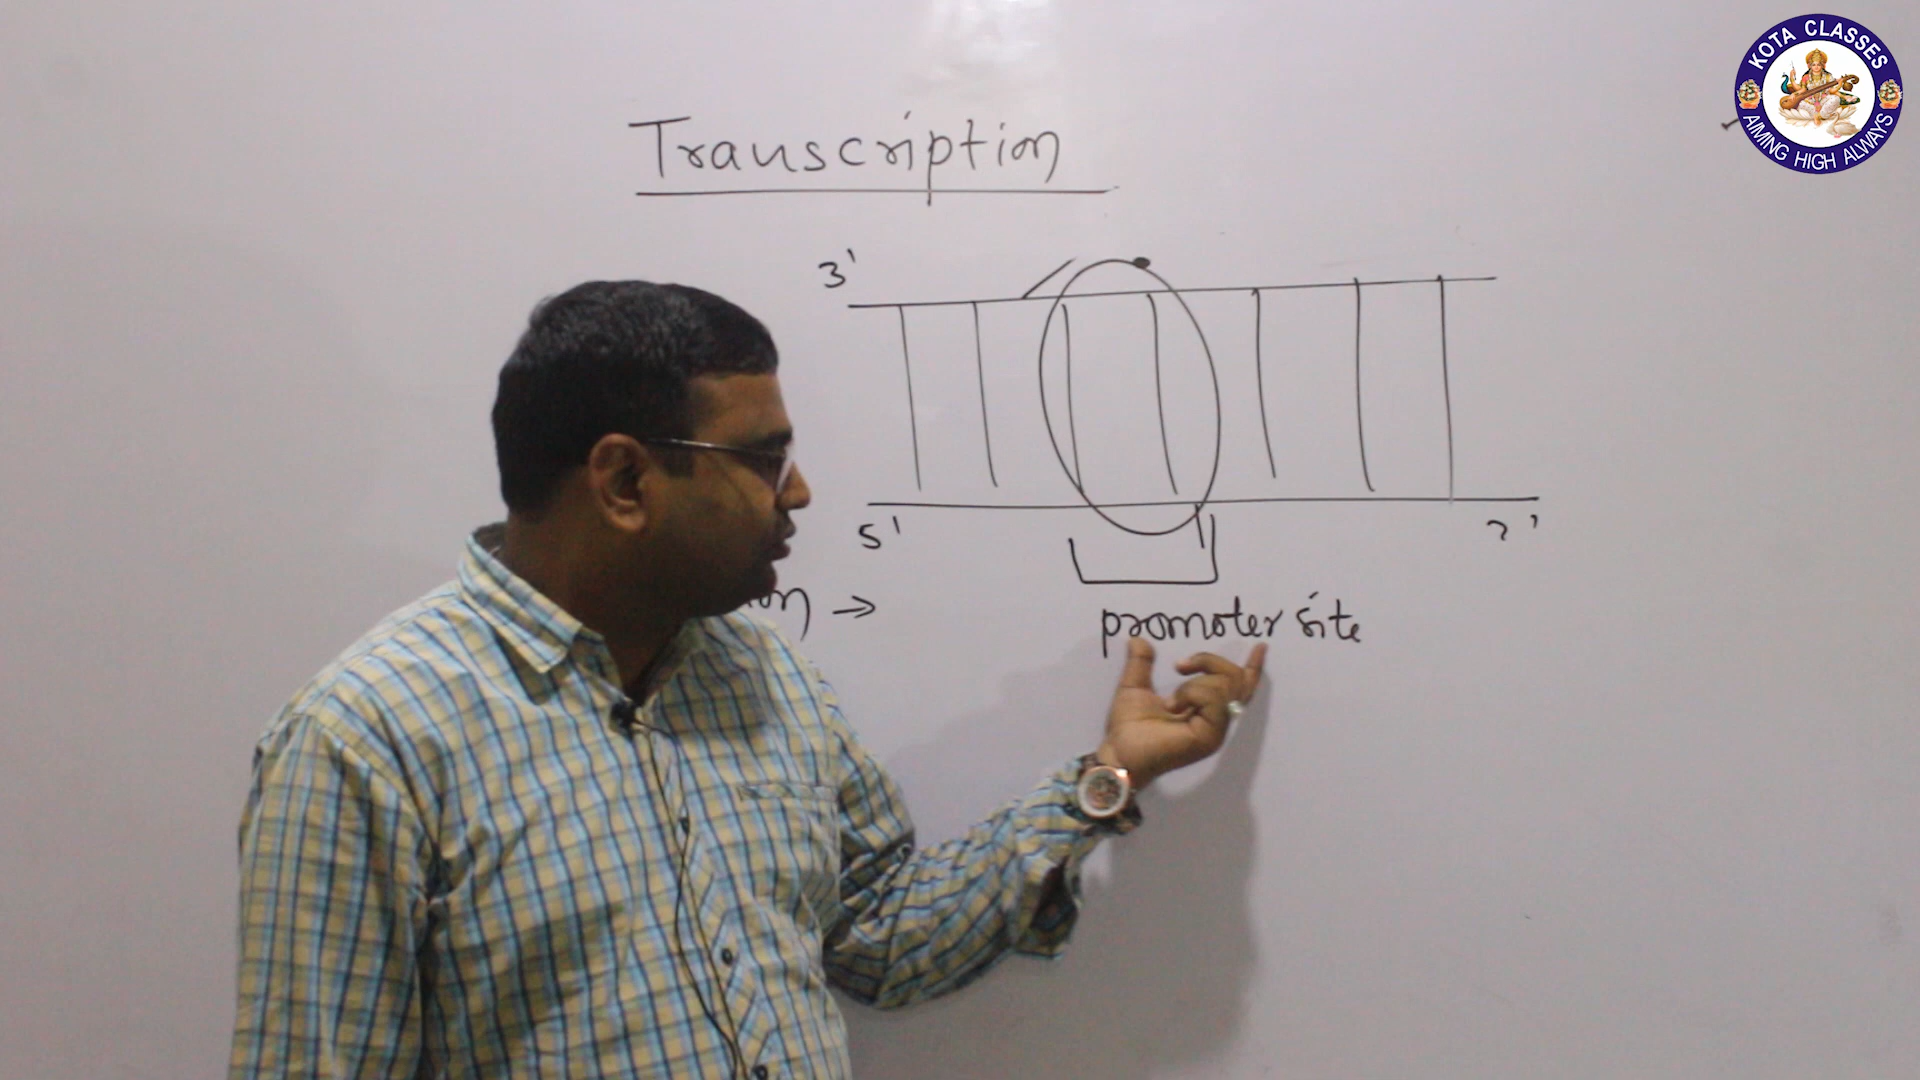 KOTA CLASSES
AIMING HIGH ALWAYS
Transcription
3'
5'
promoter site